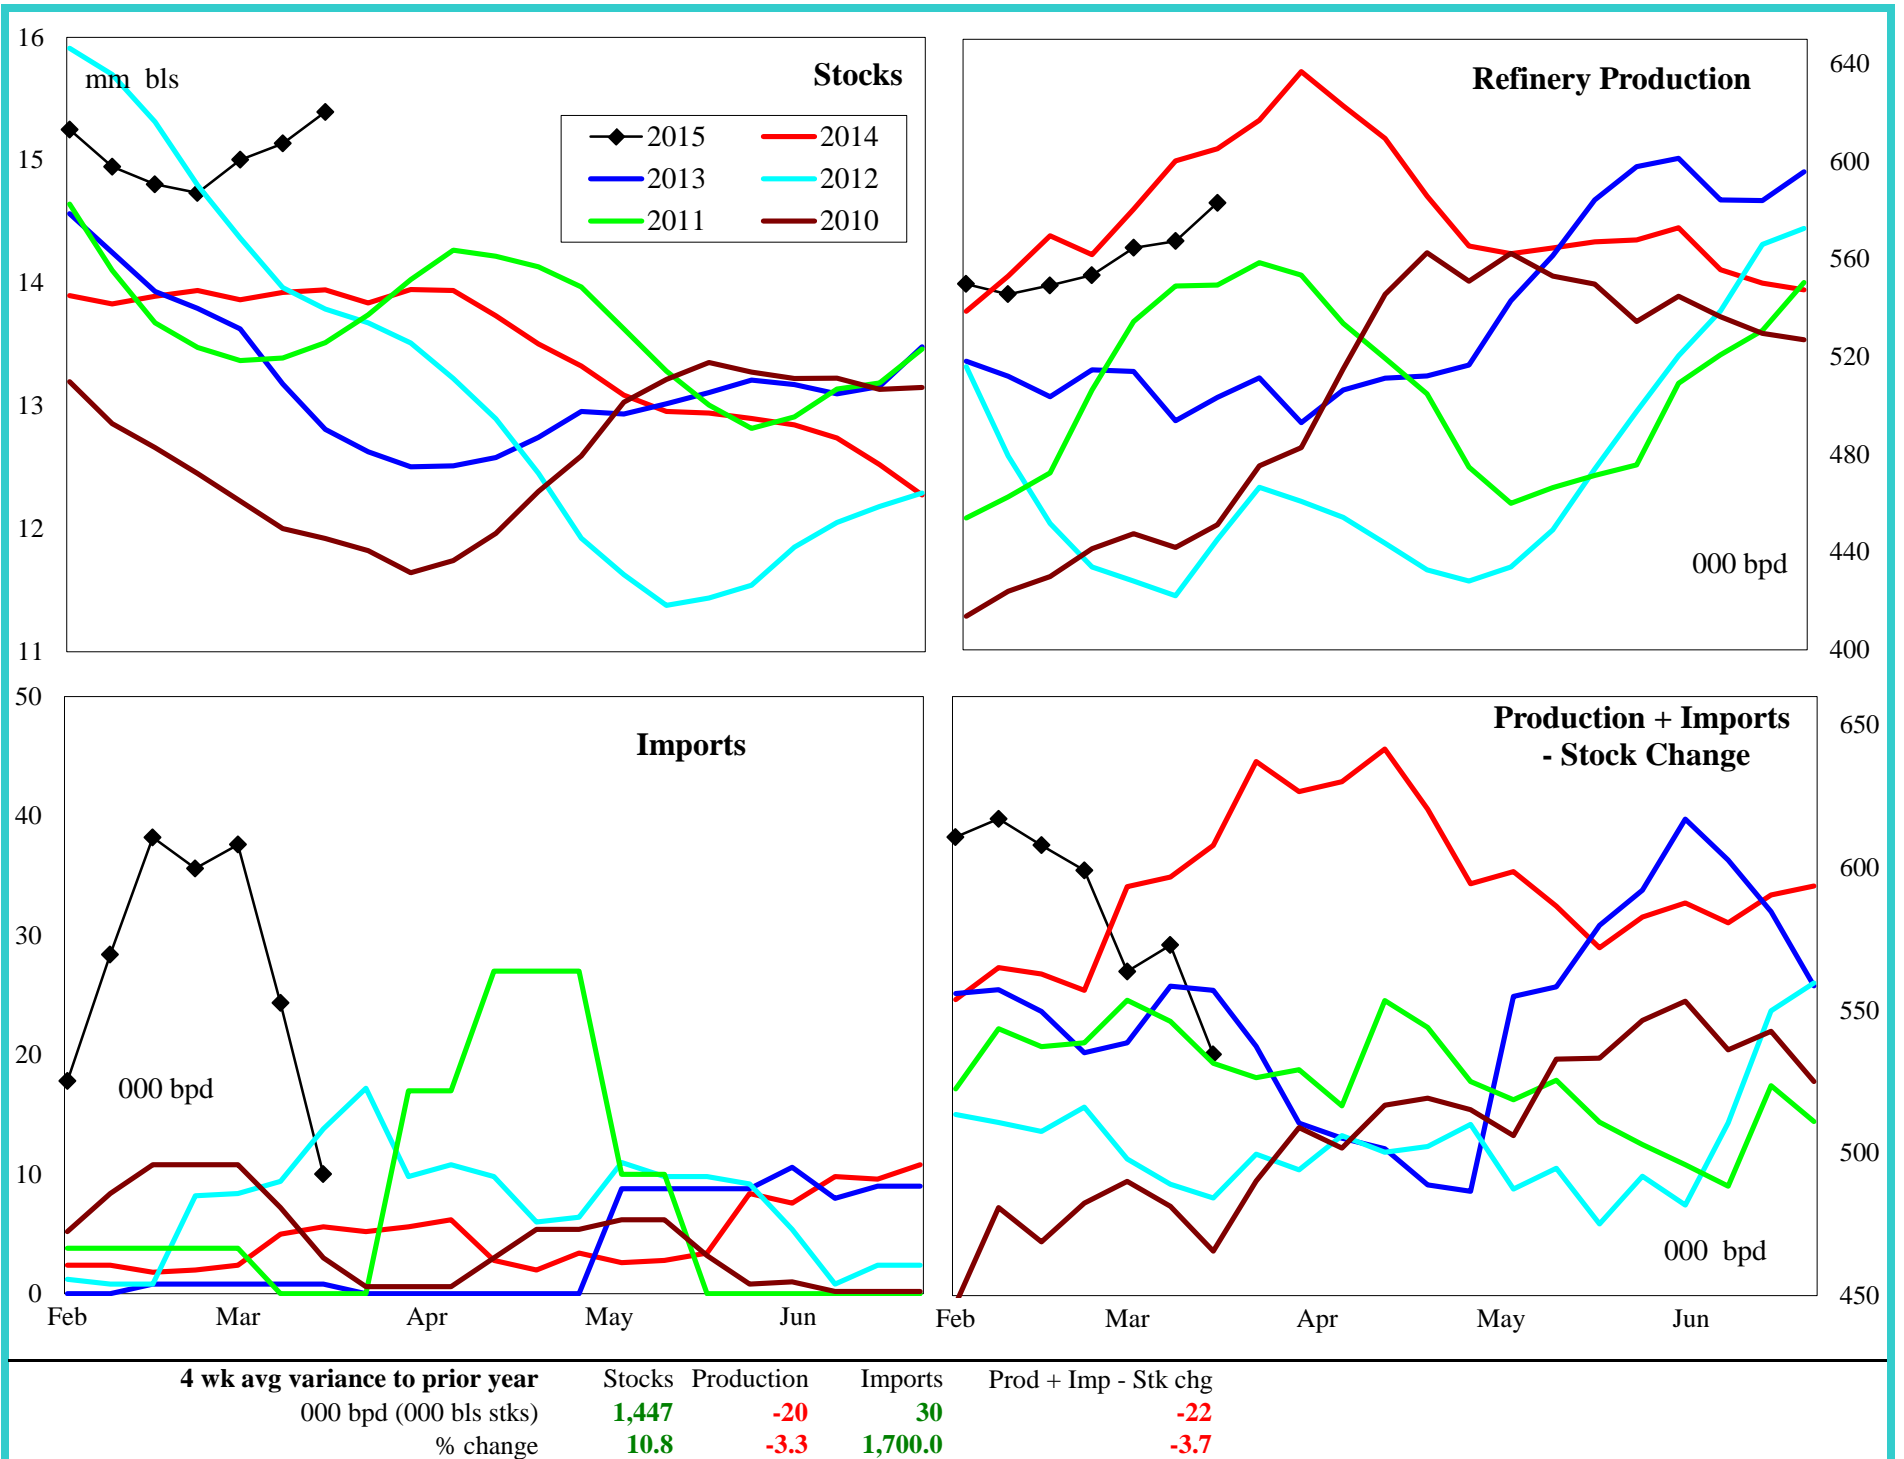 16
15
14
13
12
11
mm bls
Stocks
2015
2014
2013
2012
2011
2010
Refinery Production
000 bpd
640
600
560
520
480
440
400
50
40
30
20
10
0
Imports
000 bpd
Feb Mar Apr May Jun
Production + Imports
- Stock Change
000 bpd
650
600
550
500
450
Feb Mar Apr May Jun
4 wk avg variance to prior year Stocks Production Imports Prod + Imp - Stk chg
000 bpd (000 bls stks) 1,447 -20 30 -22
% change 10.8 -3.3 1,700.0 -3.7